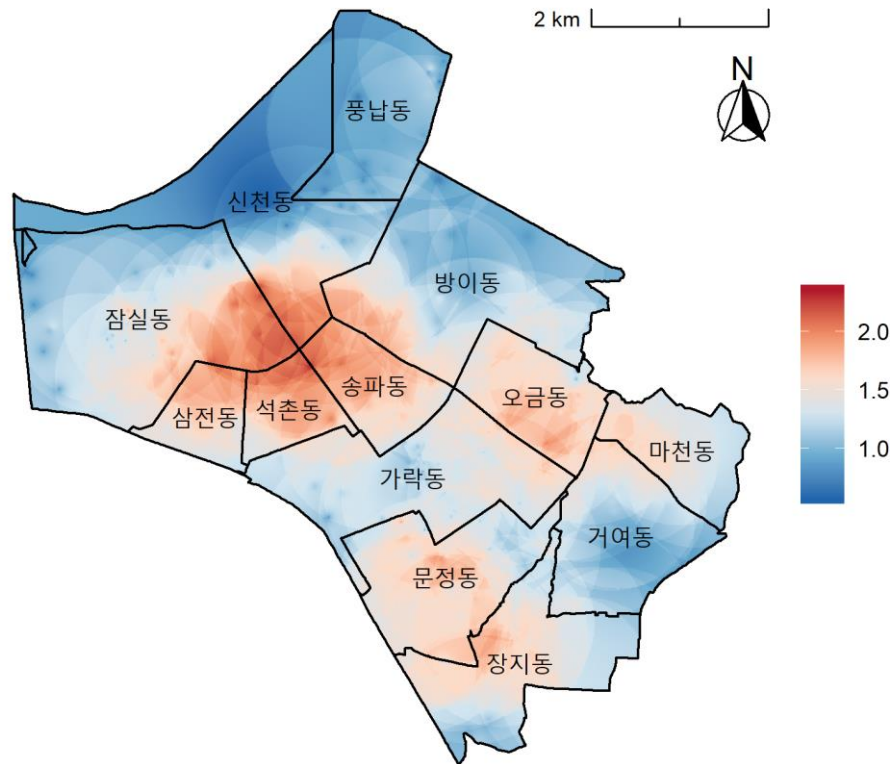 2 km
N
풍납동
신천동
방이동
잠실동
2.0
송파동
오금동
1.5
삼전동
석촌동
마천동
1.0
가락동
거여동
문정동
장지동